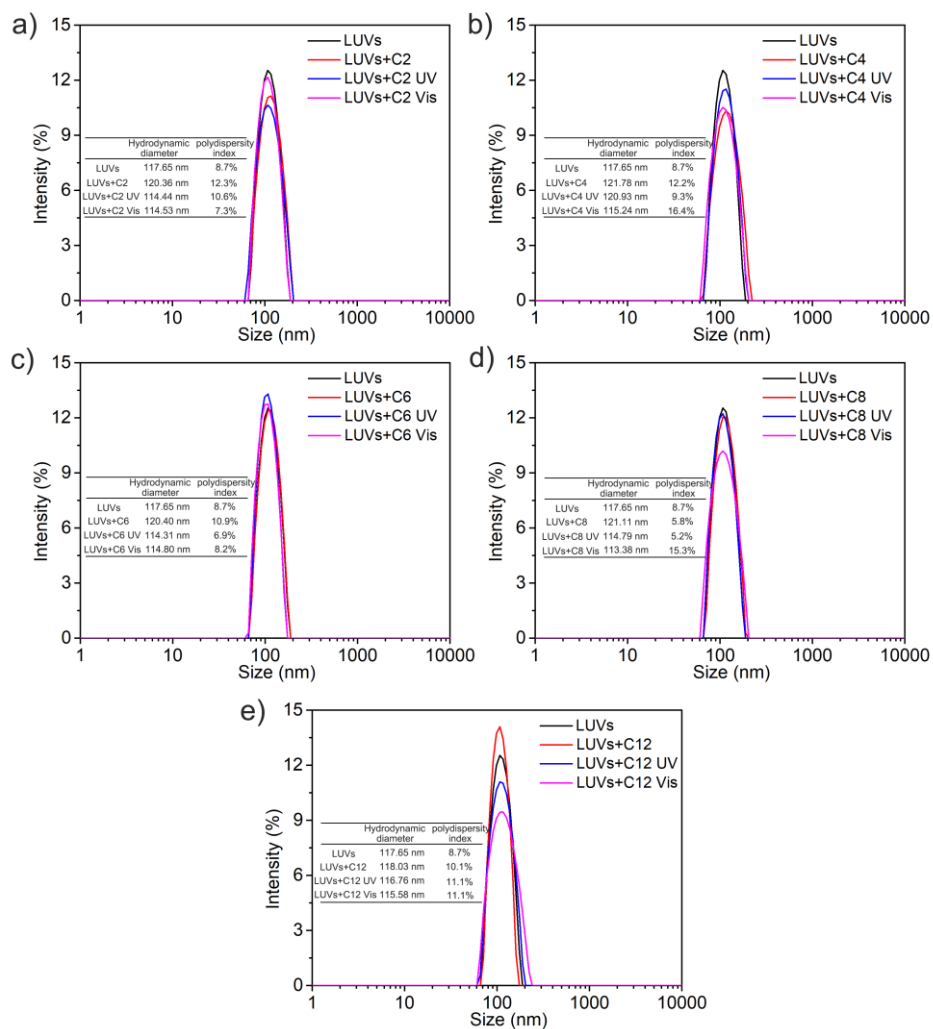 a)
15
12
9
6
3
0
Intensity (%)
LUVs
LUVs+C2
LUVs+C2 UV
LUVs+C2 Vis
Hydrodynamic diameter polydispersity index
LUVs 117.65 nm 8.7%
LUVs+C2 120.36 nm 12.3%
LUVs+C2 UV 114.44 nm 10.6%
LUVs+C2 Vis 114.53 nm 7.3%
1 10 100 1000 10000
Size (nm)
b)
15
12
9
6
3
0
Intensity (%)
LUVs
LUVs+C4
LUVs+C4 UV
LUVs+C4 Vis
Hydrodynamic diameter polydispersity index
LUVs 117.65 nm 8.7%
LUVs+C4 121.78 nm 12.2%
LUVs+C4 UV 120.93 nm 9.3%
LUVs+C4 Vis 115.24 nm 16.4%
1 10 100 1000 10000
Size (nm)
c)
15
12
9
6
3
0
Intensity (%)
LUVs
LUVs+C6
LUVs+C6 UV
LUVs+C6 Vis
Hydrodynamic diameter polydispersity index
LUVs 117.65 nm 8.7%
LUVs+C6 120.40 nm 10.9%
LUVs+C6 UV 114.31 nm 6.9%
LUVs+C6 Vis 114.80 nm 8.2%
1 10 100 1000 10000
Size (nm)
d)
15
12
9
6
3
0
Intensity (%)
LUVs
LUVs+C8
LUVs+C8 UV
LUVs+C8 Vis
Hydrodynamic diameter polydispersity index
LUVs 117.65 nm 8.7%
LUVs+C8 121.11 nm 5.8%
LUVs+C8 UV 114.79 nm 5.2%
LUVs+C8 Vis 113.38 nm 15.3%
1 10 100 1000 10000
Size (nm)
e)
15
12
9
6
3
0
Intensity (%)
LUVs
LUVs+C12
LUVs+C12 UV
LUVs+C12 Vis
Hydrodynamic diameter polydispersity index
LUVs 117.65 nm 8.7%
LUVs+C12 118.03 nm 10.1%
LUVs+C12 UV 116.76 nm 11.1%
LUVs+C12 Vis 115.58 nm 11.1%
1 10 100 1000 10000
Size (nm)